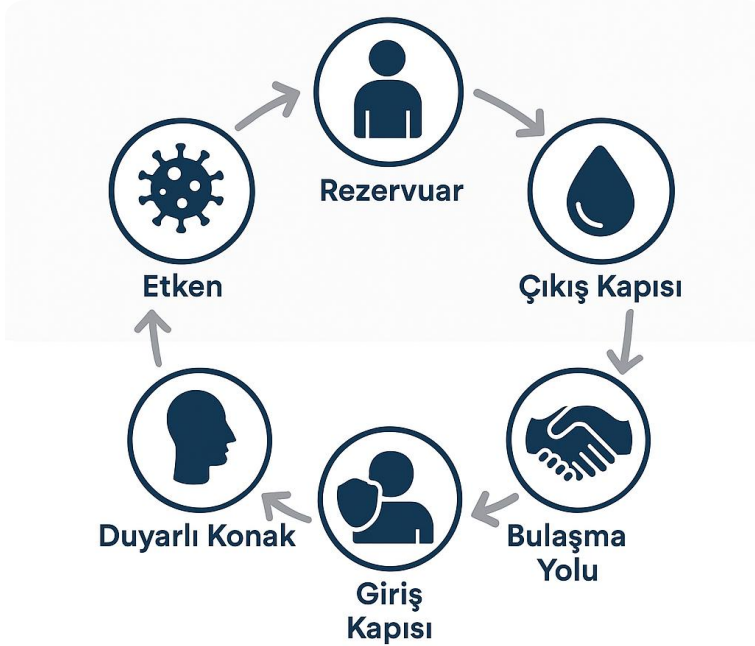 Rezervuar
Etken
Çıkış Kapısı
Duyarlı Konak
Bulaşma
Yolu
Giriş
Kapısı